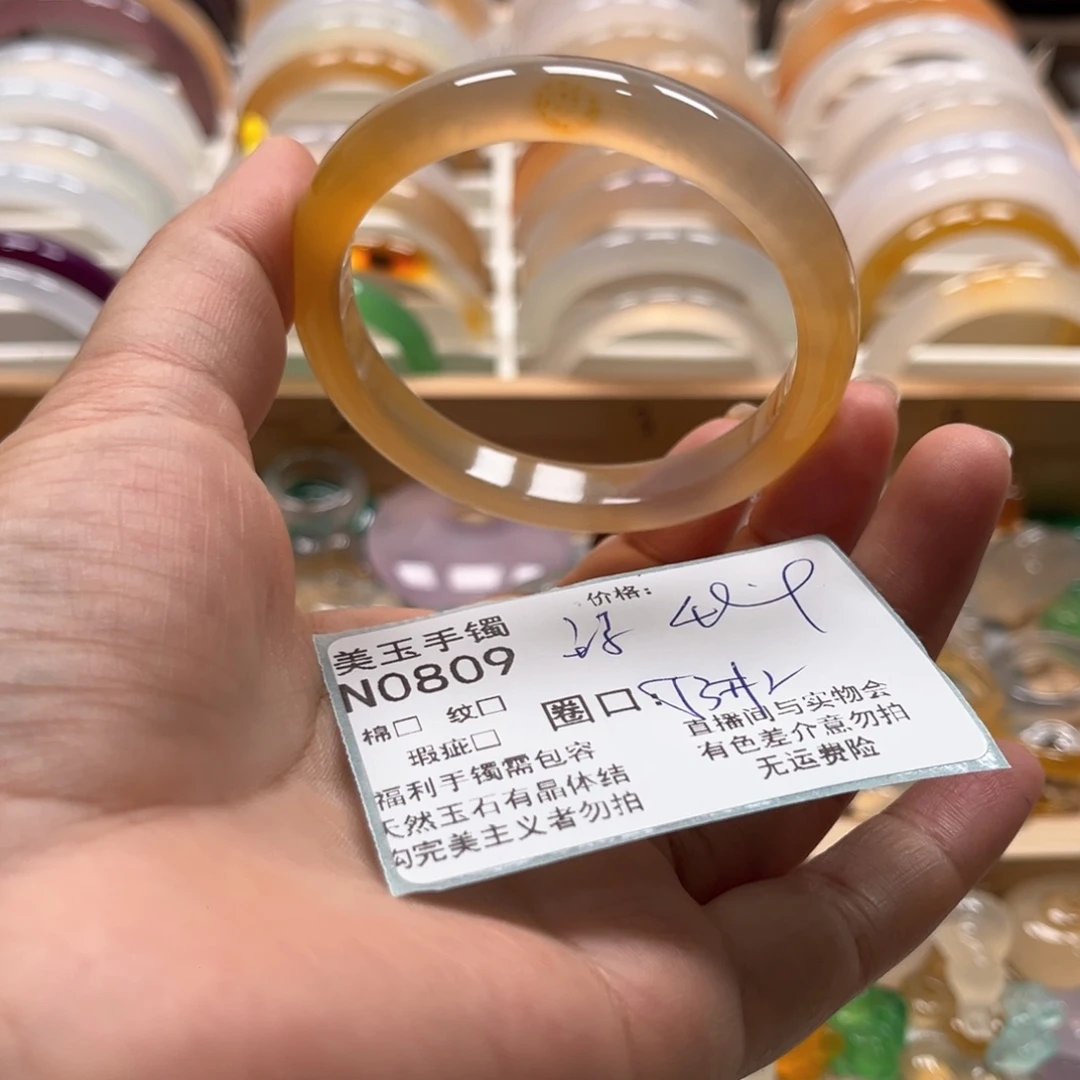 价格:
美玉手镯
NO809
棉□ 纹□
圈口:
瑕疵□
福利手镯需包容
天然玉石有晶体结
构完美主义者勿拍
直播间与实物会
有色差介意勿拍
无运费险